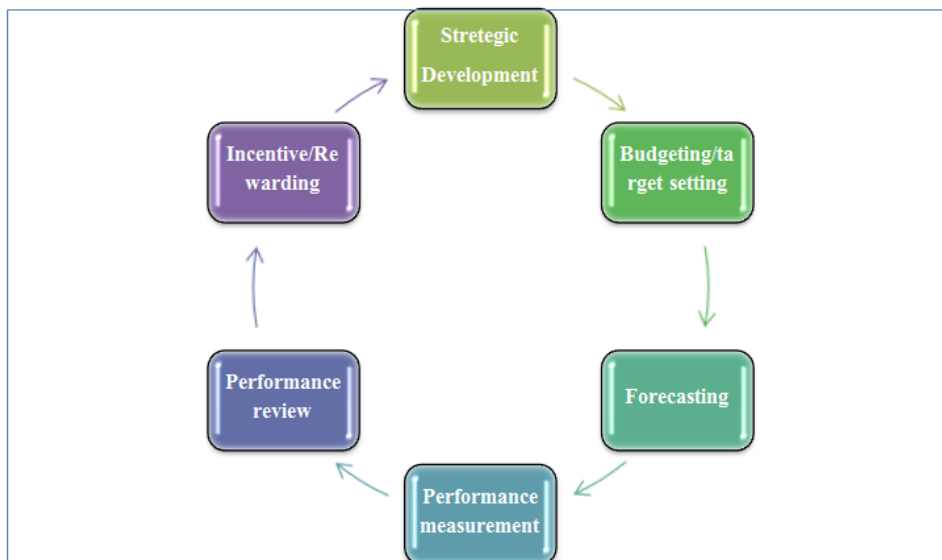 Stretegic
Development
Budgeting/ta
rget setting
Forecasting
Performance
measurement
Performance
review
Incentive/Re
warding